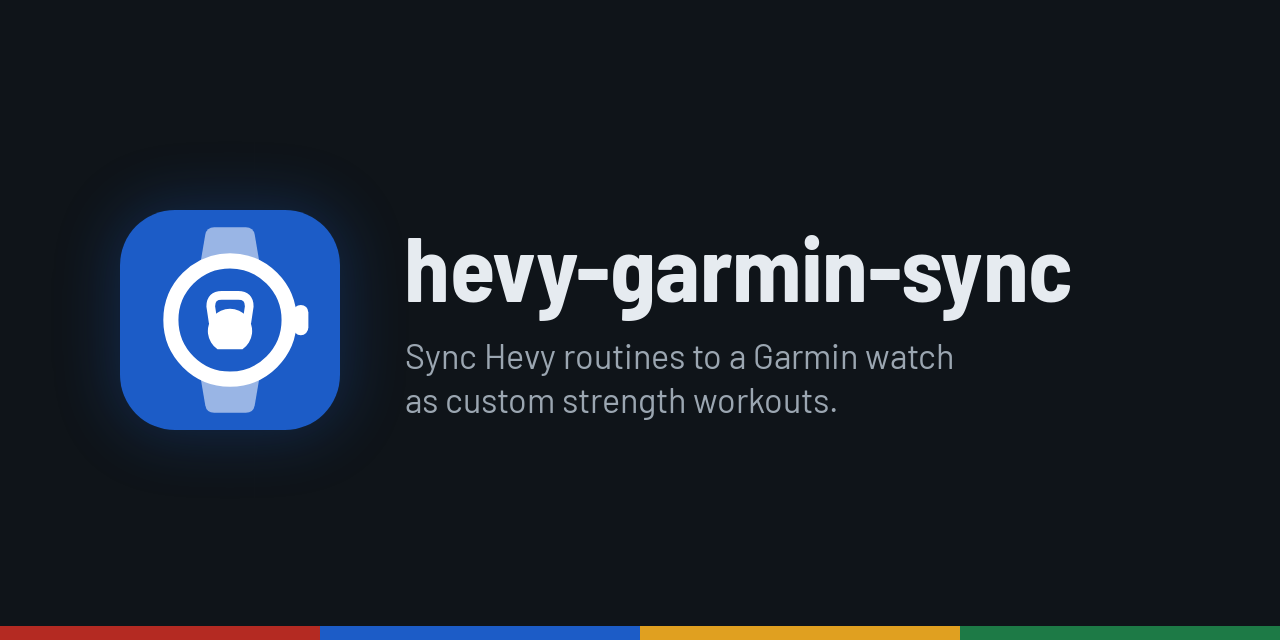 hevy-garmin-sync
Sync Hevy routines to a Garmin watch
as custom strength workouts.